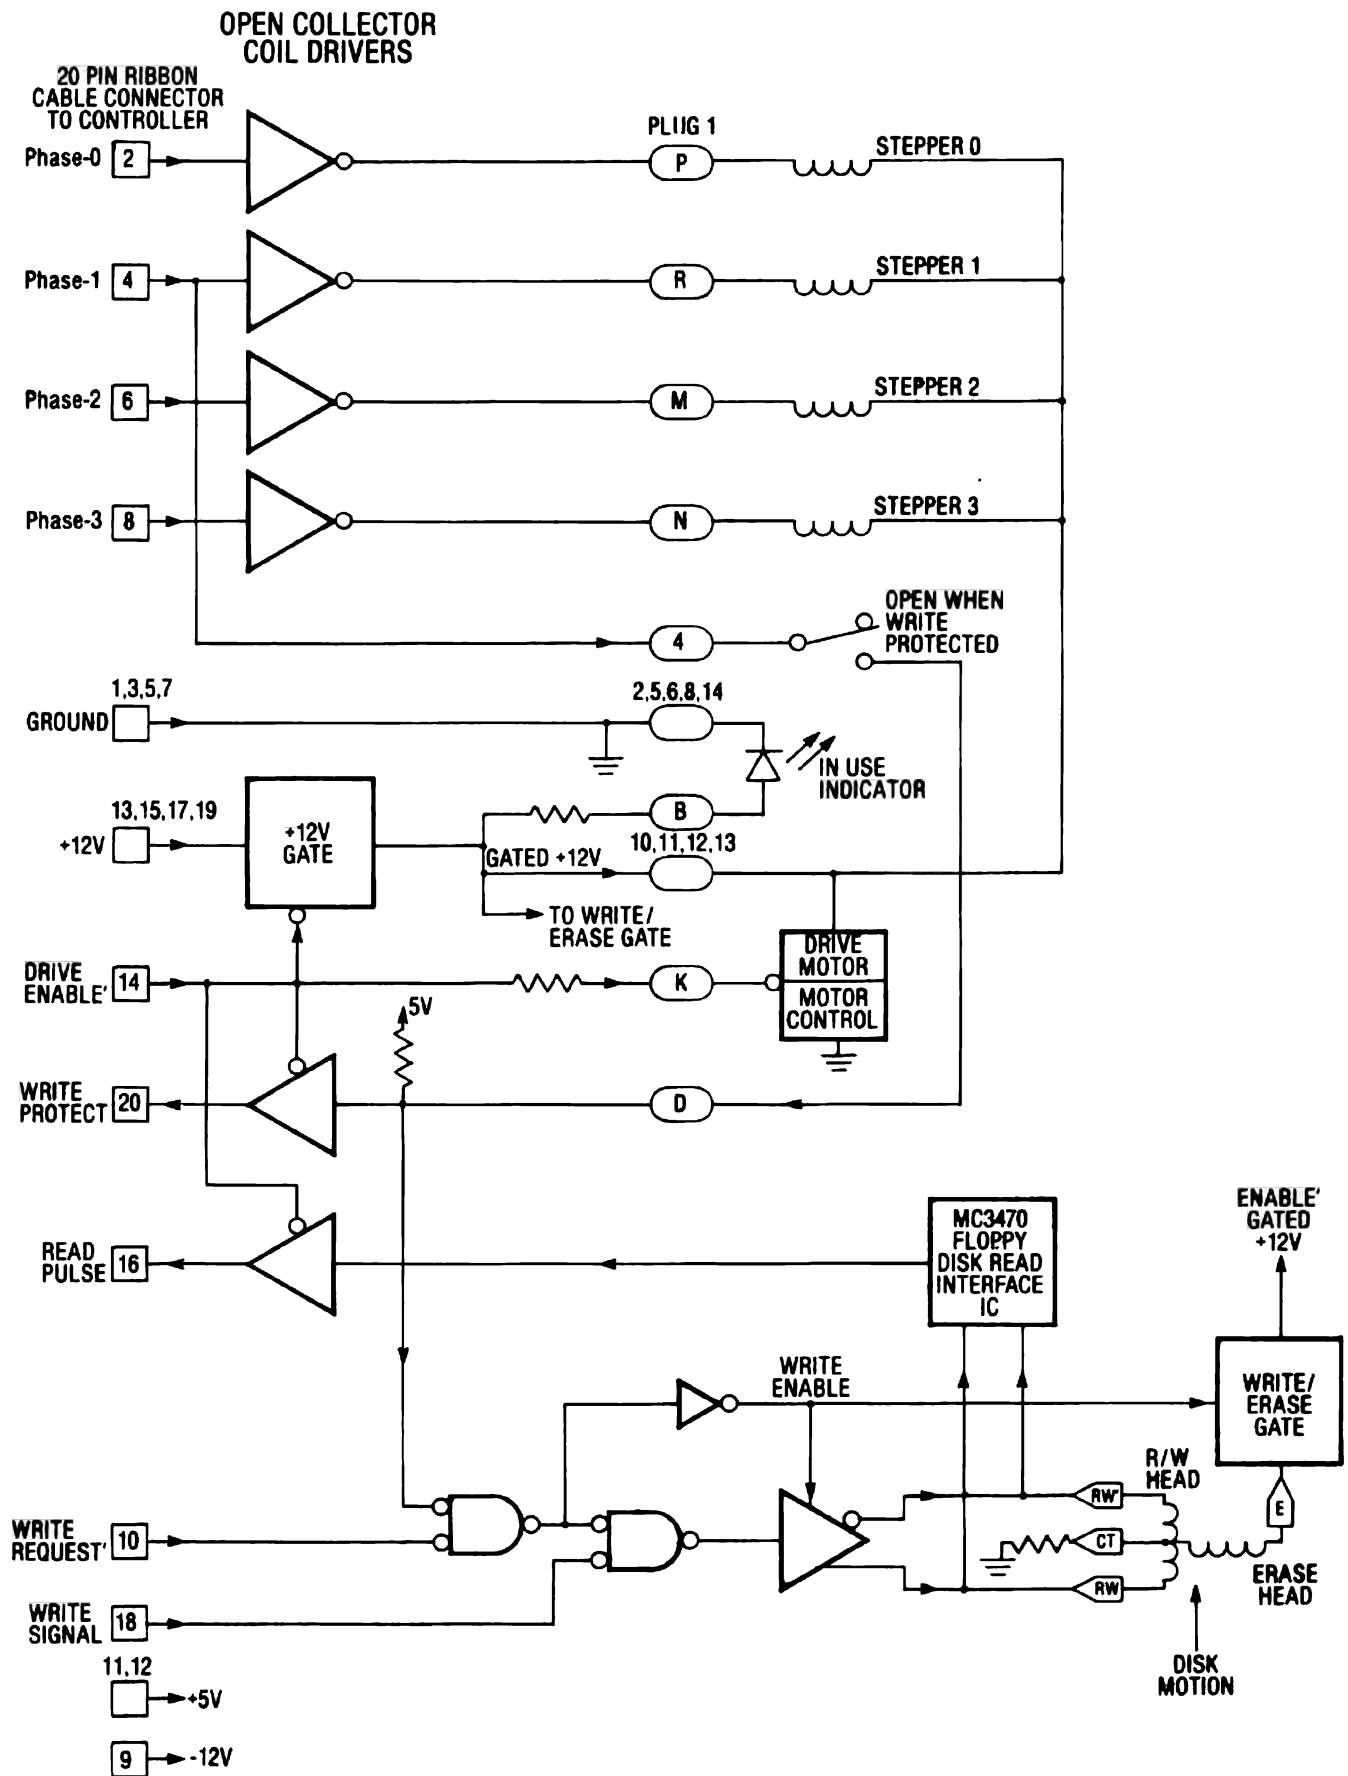 OPEN COLLECTOR
COIL DRIVERS
20 PIN RIBBON
CABLE CONNECTOR
TO CONTROLLER
PLUG 1
Phase-0
2
P
STEPPER 0
Phase-1
4
R
STEPPER 1
Phase-2
6
M
STEPPER 2
Phase-3
8
N
STEPPER 3
4
OPEN WHEN
WRITE
PROTECTED
1,3,5,7
GROUND
2,5,6,8,14
IN USE
INDICATOR
13,15,17,19
+12V
+12V
GATE
B
GATED +12V
10,11,12,13
TO WRITE/
ERASE GATE
DRIVE
ENABLE'
14
K
DRIVE
MOTOR
MOTOR
CONTROL
5V
WRITE
PROTECT
20
D
READ
PULSE
16
MC3470
FLOPPY
DISK READ
INTERFACE
IC
ENABLE'
GATED
+12V
WRITE
ENABLE
WRITE/
ERASE
GATE
R/W
HEAD
RW'
E
WRITE
REQUEST'
10
CT
RW
ERASE
HEAD
WRITE
SIGNAL
18
DISK
MOTION
11,12
+5V
9
-12V